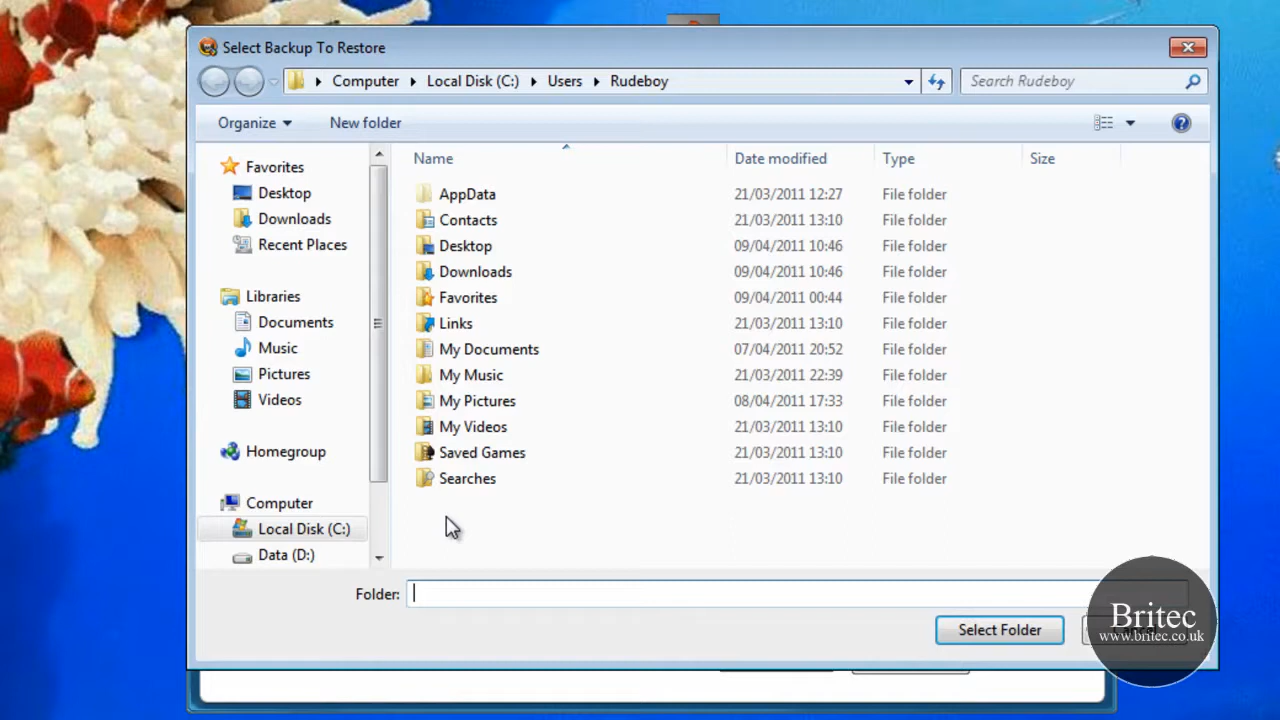 Select Backup To Restore
Computer Local Disk (C:) Users Rudeboy
Search Rudeboy
Organize New folder
Name Date modified Type Size
Favorites
Desktop
Downloads
Recent Places
Libraries
Documents
Music
Pictures
Videos
Homegroup
Computer
Local Disk (C:)
Data (D:)
AppData 21/03/2011 12:27 File folder
Contacts 21/03/2011 13:10 File folder
Desktop 09/04/2011 10:46 File folder
Downloads 09/04/2011 10:46 File folder
Favorites 09/04/2011 00:44 File folder
Links 21/03/2011 13:10 File folder
My Documents 07/04/2011 20:52 File folder
My Music 21/03/2011 22:39 File folder
My Pictures 08/04/2011 17:33 File folder
My Videos 21/03/2011 13:10 File folder
Saved Games 21/03/2011 13:10 File folder
Searches 21/03/2011 13:10 File folder
Folder:
Select Folder
Britec
www.britec.co.uk